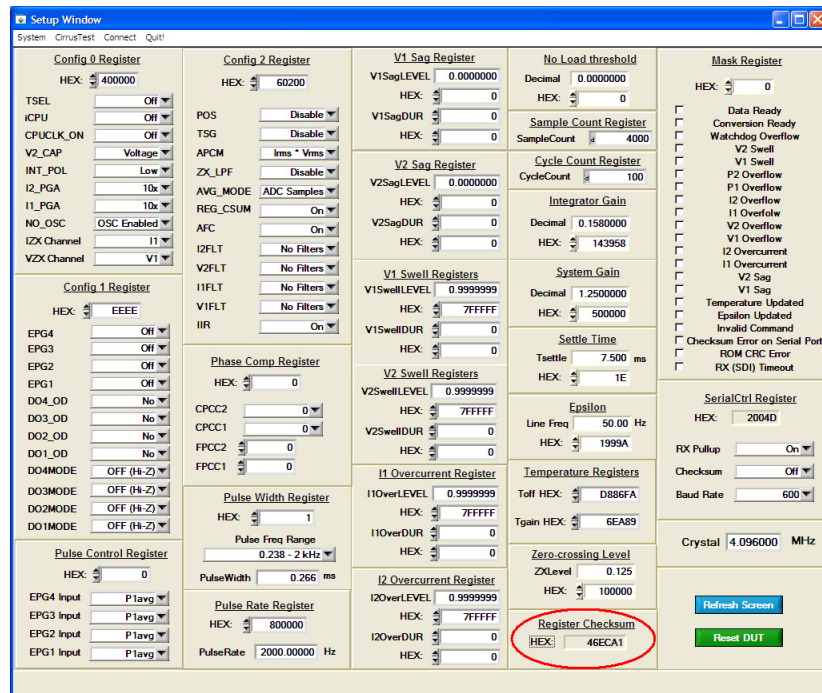 Setup Window
System CirrusTest Connect Quit!
Config 0 Register
HEX: 400000
TSEL Off
iCPU Off
CPUCLK_ON Off
V2_CAP Voltage
INT_POL Low
I2_PGA 10x
I1_PGA 10x
NO_OSC OSC Enabled
IZX Channel I1
VZX Channel V1
Config 1 Register
HEX: EEEE
EPG4 Off
EPG3 Off
EPG2 Off
EPG1 Off
DO4_OD No
DO3_OD No
DO2_OD No
DO1_OD No
DO4MODE OFF (Hi-Z)
DO3MODE OFF (Hi-Z)
DO2MODE OFF (Hi-Z)
DO1MODE OFF (Hi-Z)
Pulse Control Register
HEX: 0
EPG4 Input P1avg
EPG3 Input P1avg
EPG2 Input P1avg
EPG1 Input P1avg
Config 2 Register
HEX: 60200
POS Disable
TSG Disable
APCM Irms * Vrms
ZX_LPF Disable
AVG_MODE ADC Samples
REG_CSUM On
AFC On
I2FLT No Filters
V2FLT No Filters
I1FLT No Filters
V1FLT No Filters
IIR On
Phase Comp Register
HEX: 0
CPCC2 0
CPCC1 0
FPCC2 0
FPCC1 0
Pulse Width Register
HEX: 1
Pulse Freq Range
0.238 - 2 kHz
PulseWidth 0.266 ms
Pulse Rate Register
HEX: 800000
PulseRate 2000.00000 Hz
V1 Sag Register
V1SagLEVEL 0.0000000
HEX: 0
V1SagDUR 0
HEX: 0
V2 Sag Register
V2SagLEVEL 0.0000000
HEX: 0
V2SagDUR 0
HEX: 0
V1 Swell Registers
V1SwellLEVEL 0.9999999
HEX: 7FFFFF
V1SwellDUR 0
HEX: 0
V2 Swell Registers
V2SwellLEVEL 0.9999999
HEX: 7FFFFF
V2SwellDUR 0
HEX: 0
I1 Overcurrent Register
I1OverLEVEL 0.9999999
HEX: 7FFFFF
I1OverDUR 0
HEX: 0
I2 Overcurrent Register
I2OverLEVEL 0.9999999
HEX: 7FFFFF
I2OverDUR 0
HEX: 0
No Load threshold
Decimal 0.0000000
HEX: 0
Sample Count Register
SampleCount d 4000
Cycle Count Register
CycleCount d 100
Integrator Gain
Decimal 0.1580000
HEX: 143958
System Gain
Decimal 1.2500000
HEX: 500000
Settle Time
Tsettle 7.500 ms
HEX: 1E
Epsilon
Line Freq 50.00 Hz
HEX: 1999A
Temperature Registers
Toff HEX: D886FA
Tgain HEX: 6EA89
Zero-crossing Level
ZXLevel 0.125
HEX: 100000
Register Checksum
HEX: 46ECA1
Mask Register
HEX: 0
Data Ready
Conversion Ready
Watchdog Overflow
V2 Swell
V1 Swell
P2 Overflow
P1 Overflow
I2 Overflow
I1 Overfolw
V2 Overflow
V1 Overflow
I2 Overcurrent
I1 Overcurrent
V2 Sag
V1 Sag
Temperature Updated
Epsilon Updated
Invalid Command
Checksum Error on Serial Port
ROM CRC Error
RX (SDI) Timeout
SerialCtrl Register
HEX: 2004D
RX Pullup On
Checksum Off
Baud Rate 600
Crystal 4.096000 MHz
Refresh Screen
Reset DUT